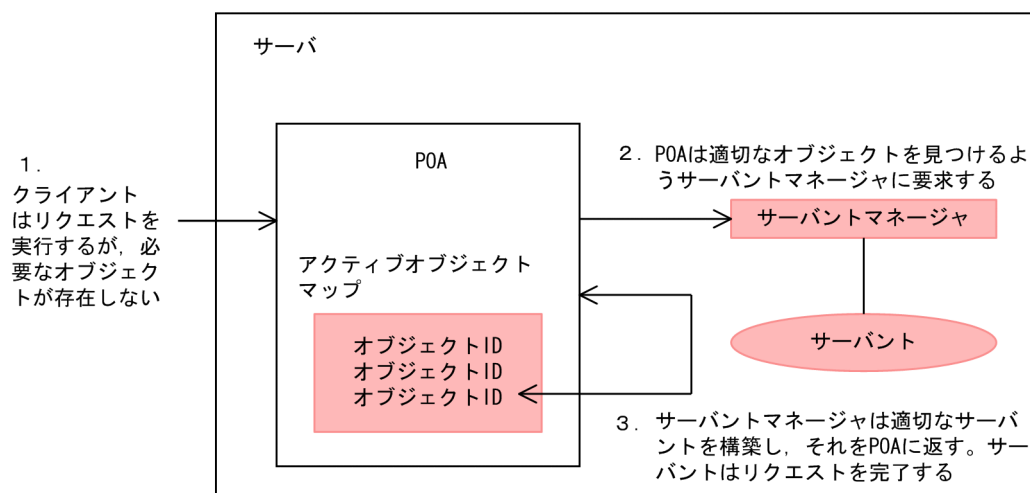 サーバ
1.
クライアント
はリクエストを
実行するが，必
要なオブジェク
トが存在しない
POA
アクティブオブジェクト
マップ
オブジェクトID
オブジェクトID
オブジェクトID
2. POAは適切なオブジェクトを見つけるよ
うサーバントマネージャに要求する
サーバントマネージャ
サーバント
3. サーバントマネージャは適切なサーバ
ントを構築し，それをPOAに返す。サー
バントはリクエストを完了する